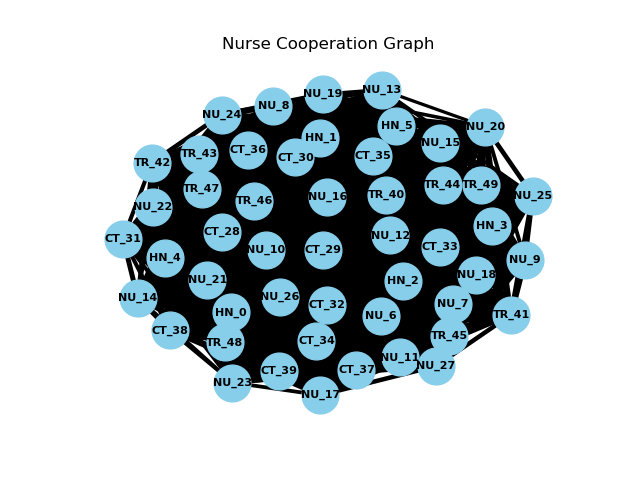 Nurse Cooperation Graph
NU_13
NU_19
NU_8
NU_24
HN_5
NU_20
HN_1
NU_15
CT_36
TR_43
CT_30
CT_35
TR_42
TR_44
TR_49
TR_47
TR_40
NU_25
NU_16
TR_46
NU_22
HN_3
CT_28
NU_12
CT_31
CT_33
NU_10
CT_29
HN_4
NU_9
NU_18
NU_21
HN_2
NU_26
NU_14
NU_7
CT_32
HN_0
TR_41
NU_6
CT_38
TR_45
CT_34
TR_48
NU_11
NU_27
CT_37
CT_39
NU_23
NU_17